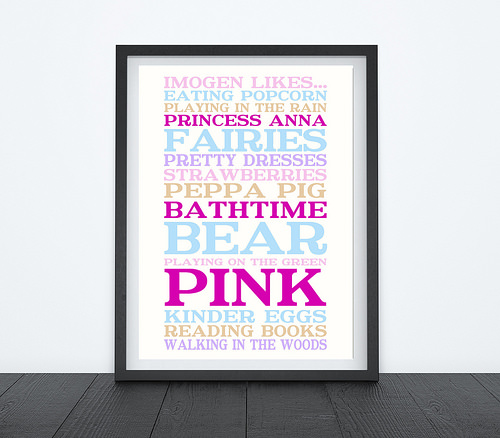 IMOGEN LIKES...
EATING POPCORN
PLAYING IN THE RAIN
PRINCESS ANNA
FAIRIES
PRETTY DRESSES
STRAWBERRIES
PEPPA PIG
BATHTIME
BEAR
PLAYING ON THE GREEN
PINK
KINDER EGGS
READING BOOKS
WALKING IN THE WOODS